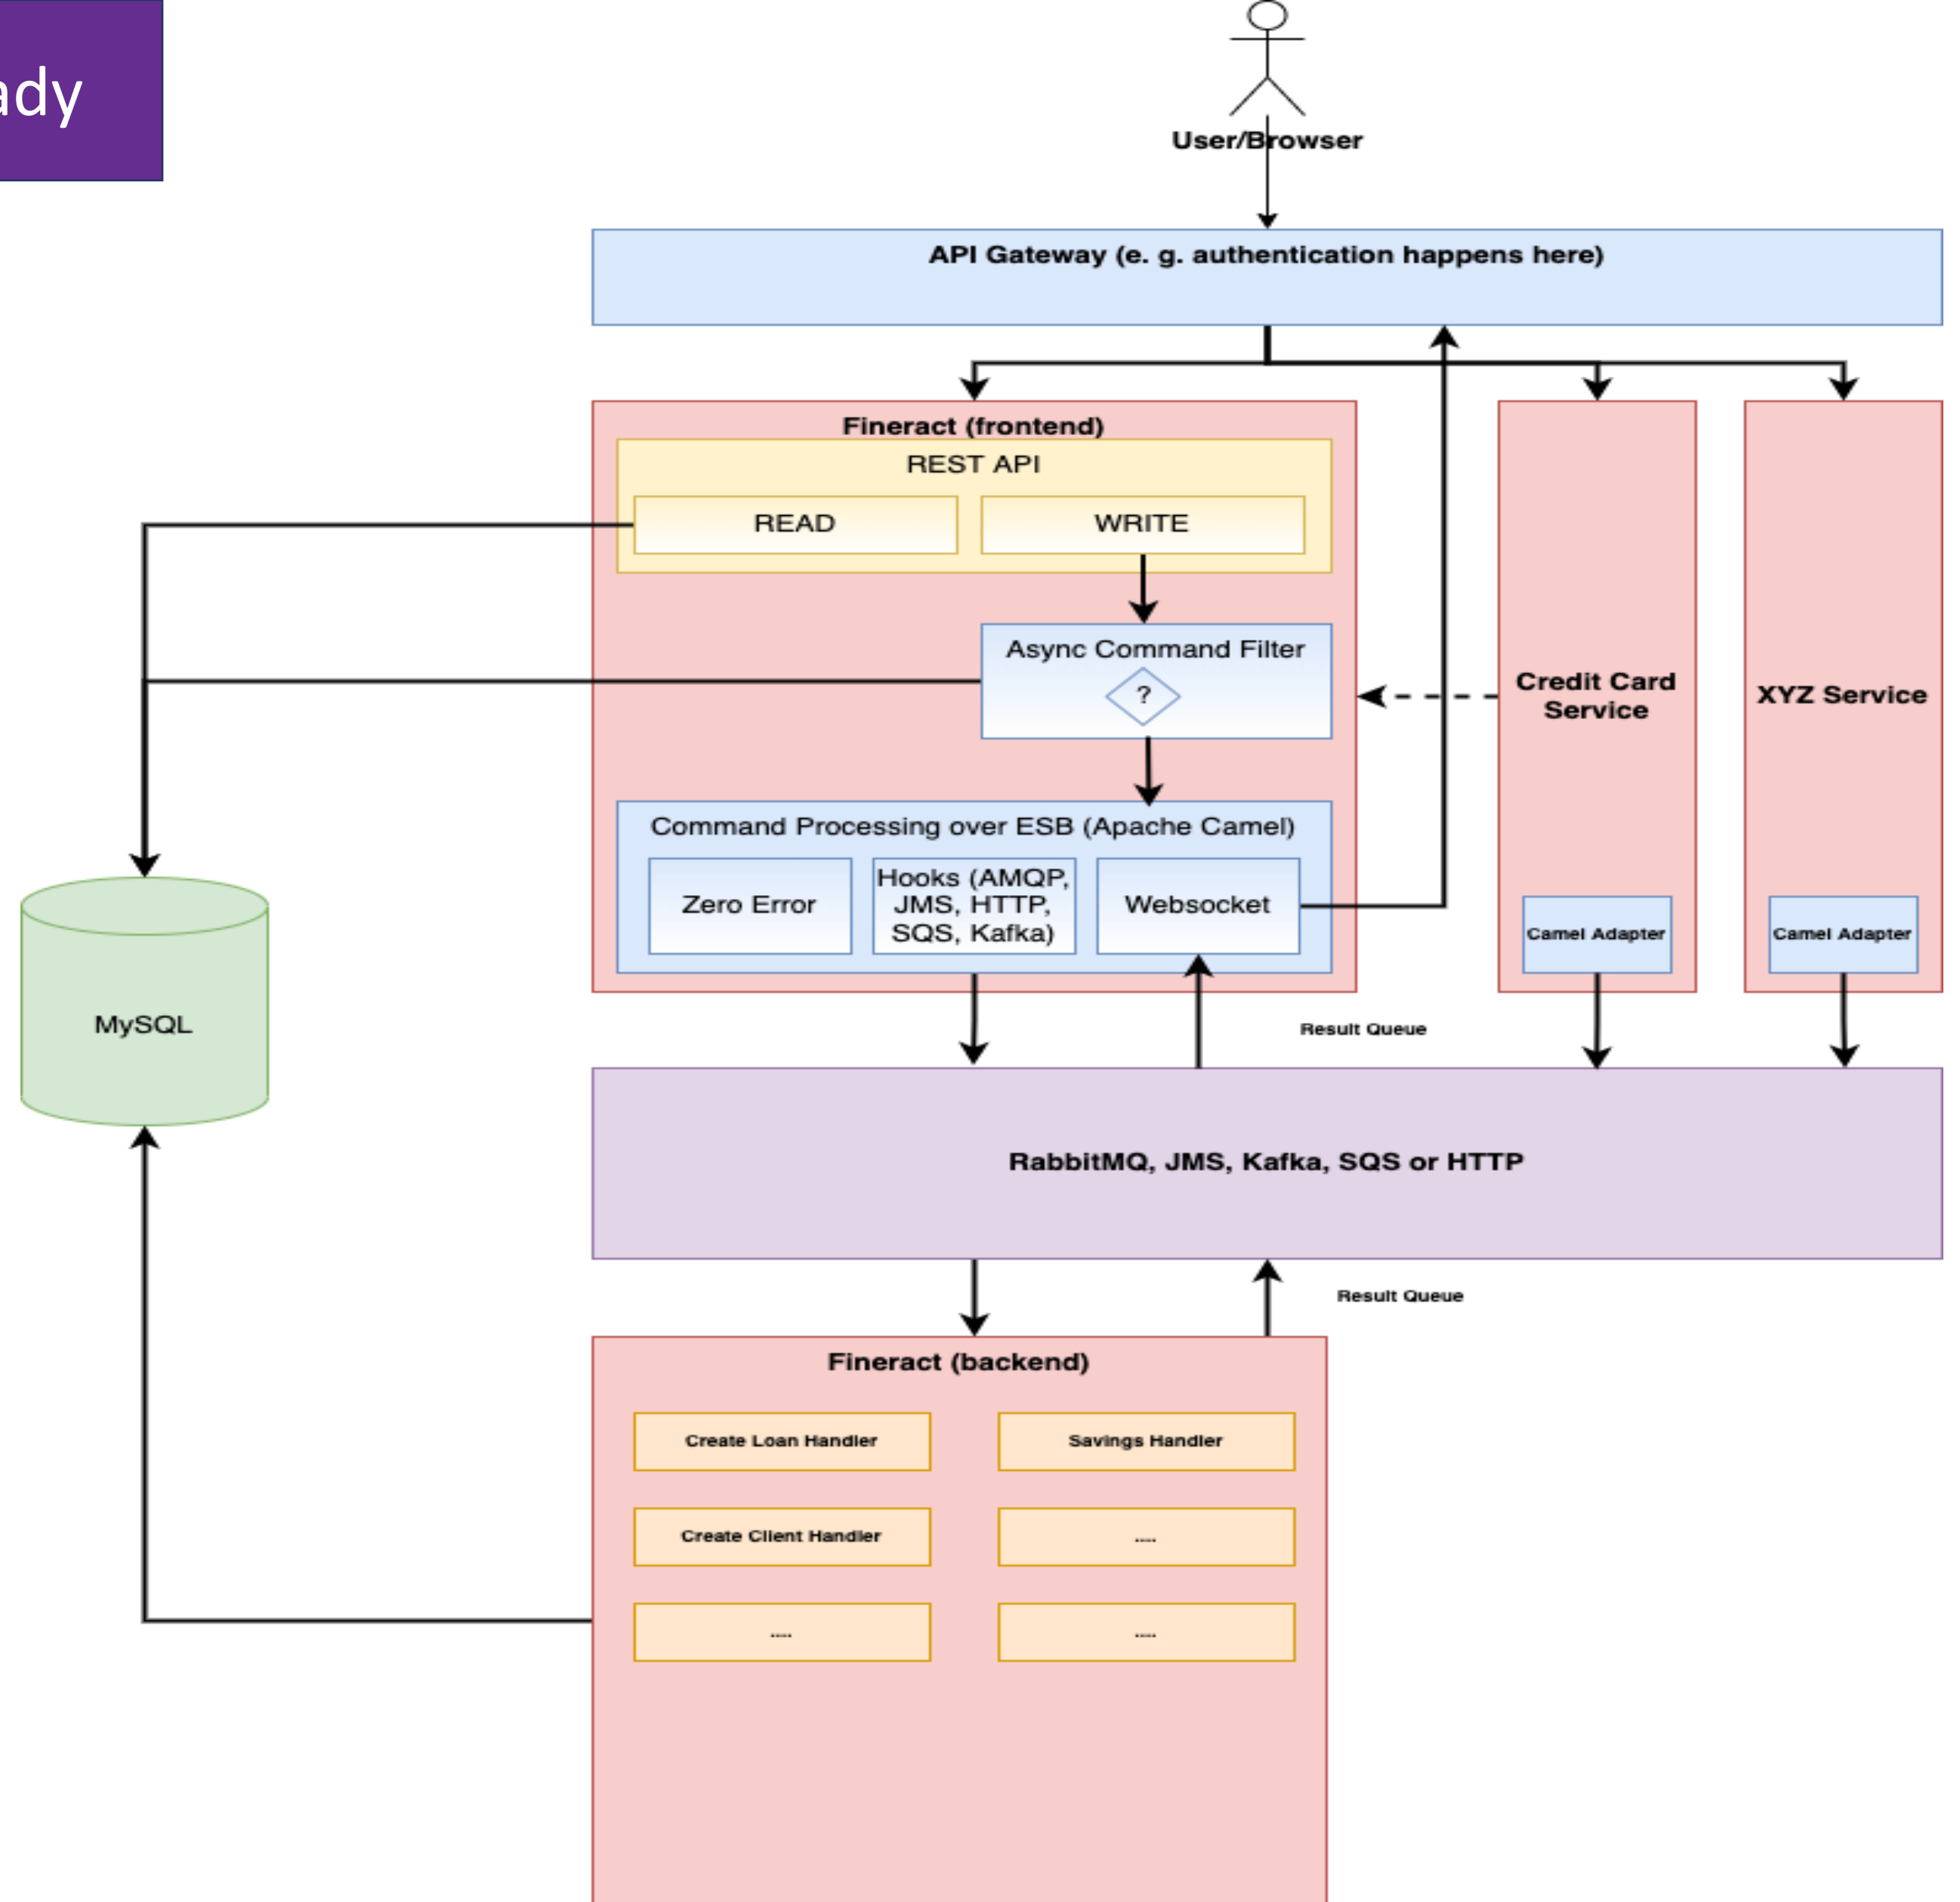 ady
User/Browser
API Gateway (e. g. authentication happens here)
Fineract (frontend)
REST API
READ
WRITE
Async Command Filter
?
Credit Card
Service
XYZ Service
Command Processing over ESB (Apache Camel)
Zero Error
Hooks (AMQP,
JMS, HTTP,
SQS, Kafka)
Websocket
Camel Adapter
Camel Adapter
MySQL
Result Queue
RabbitMQ, JMS, Kafka, SQS or HTTP
Result Queue
Fineract (backend)
Create Loan Handler
Savings Handler
Create Client Handler
....
....
....